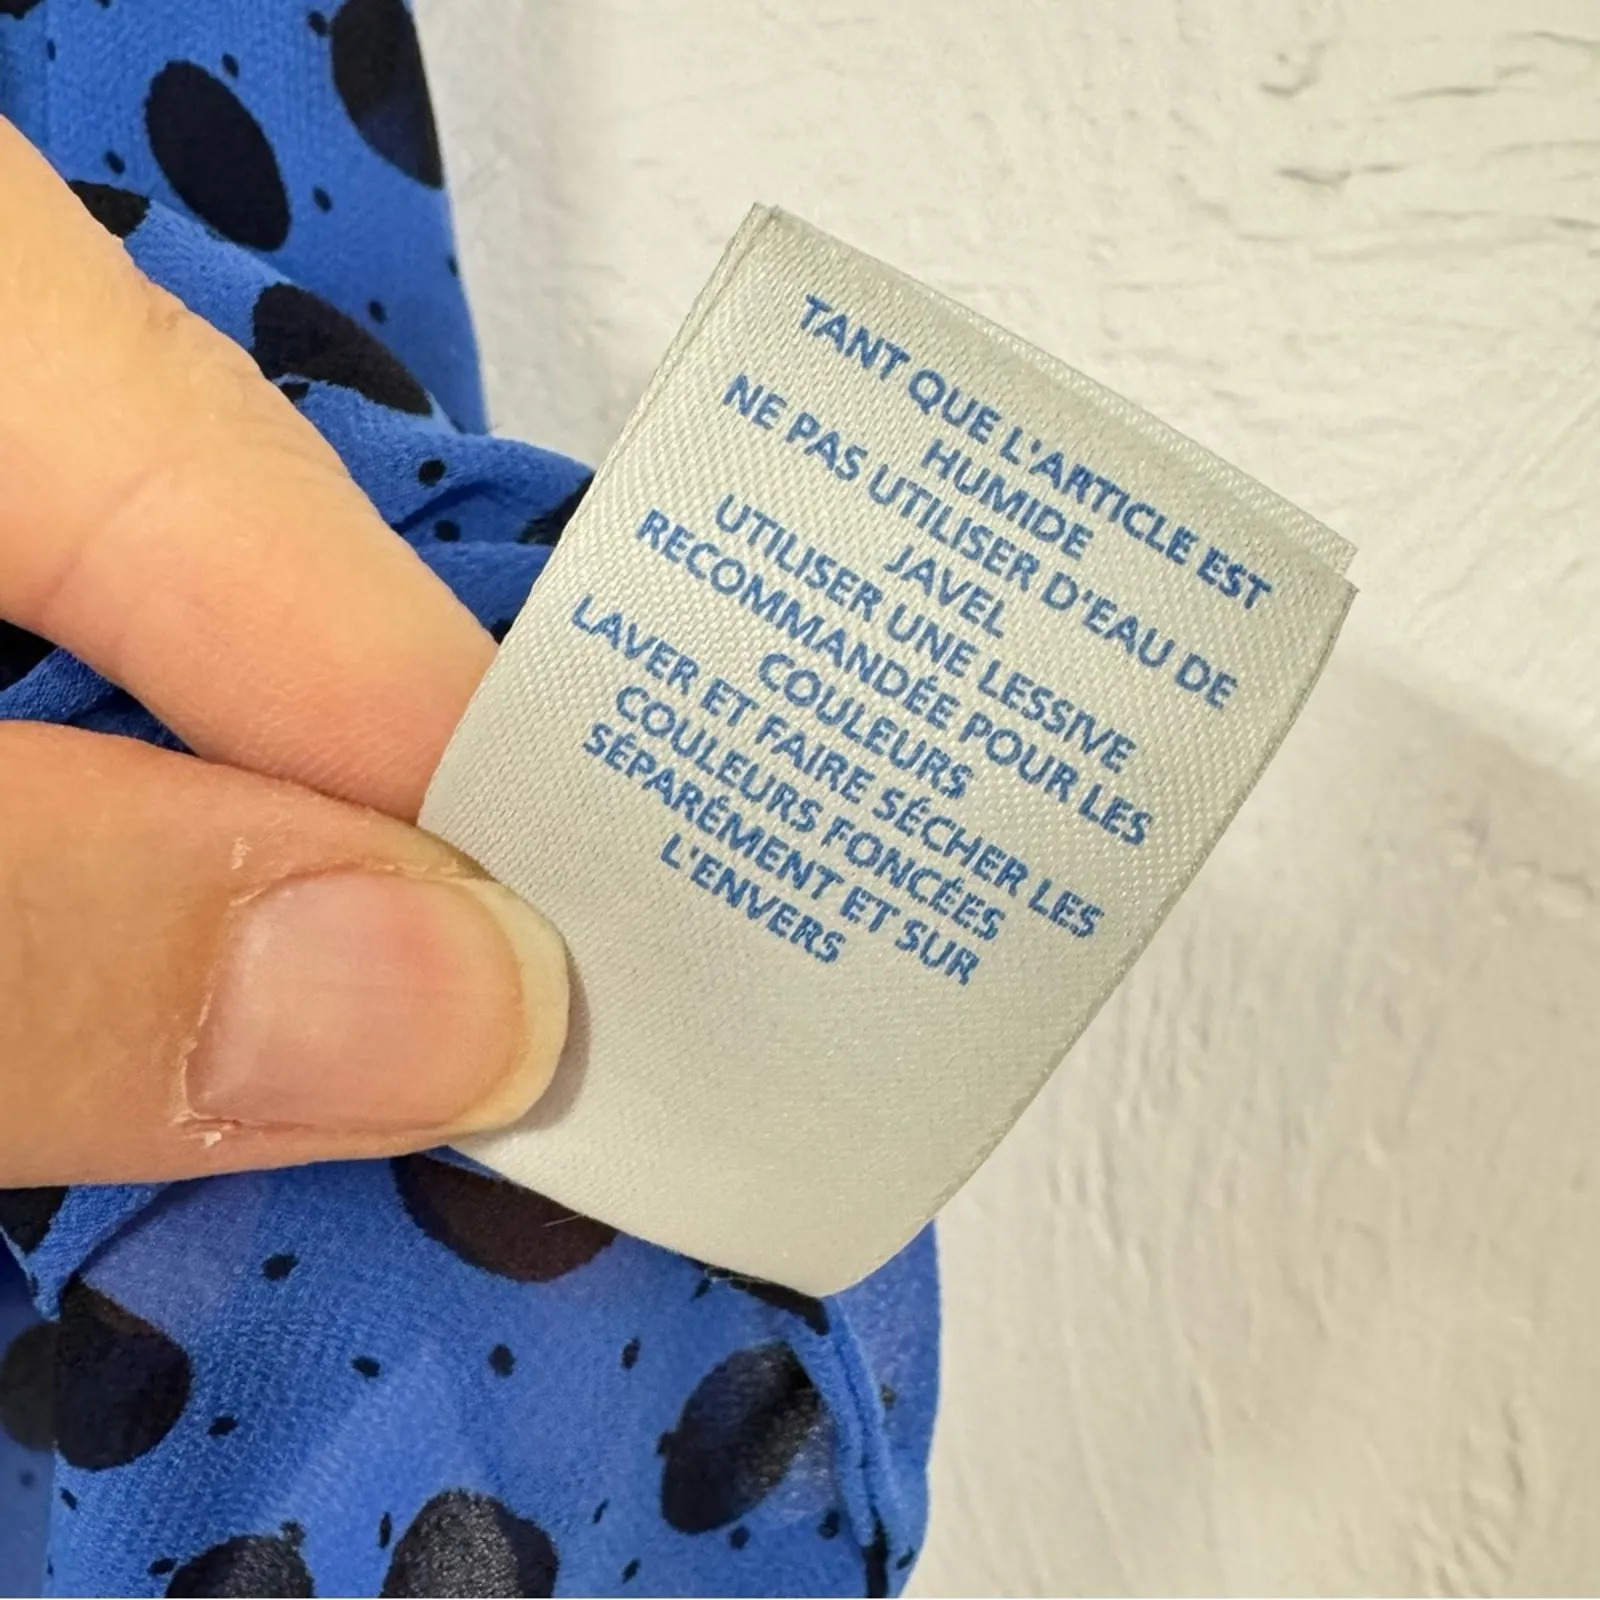 TANT QUE L'ARTICLE EST
HUMIDE
NE PAS UTILISER D'EAU DE
JAVEL
UTILISER UNE LESSIVE
RECOMMANDÉE POUR LES
COULEURS
LAVER ET FAIRE SÉCHER LES
COULEURS FONCÉES
SÉPARÉMENT ET SUR
L'ENVERS